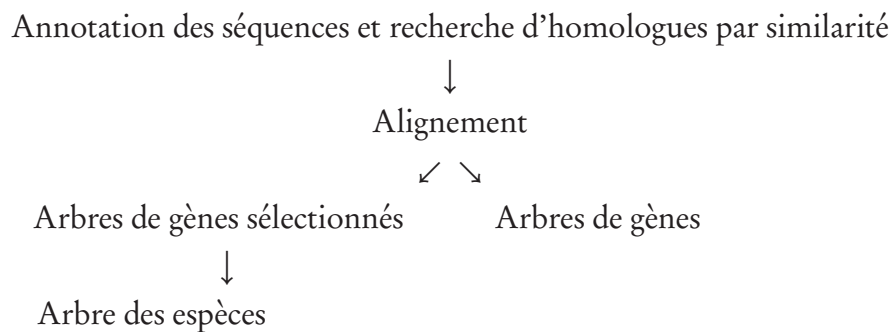 Annotation des séquences et recherche d’homologues par similarité
↓
Alignement
↙ ↘
Arbres de gènes sélectionnés Arbres de gènes
↓
Arbre des espèces